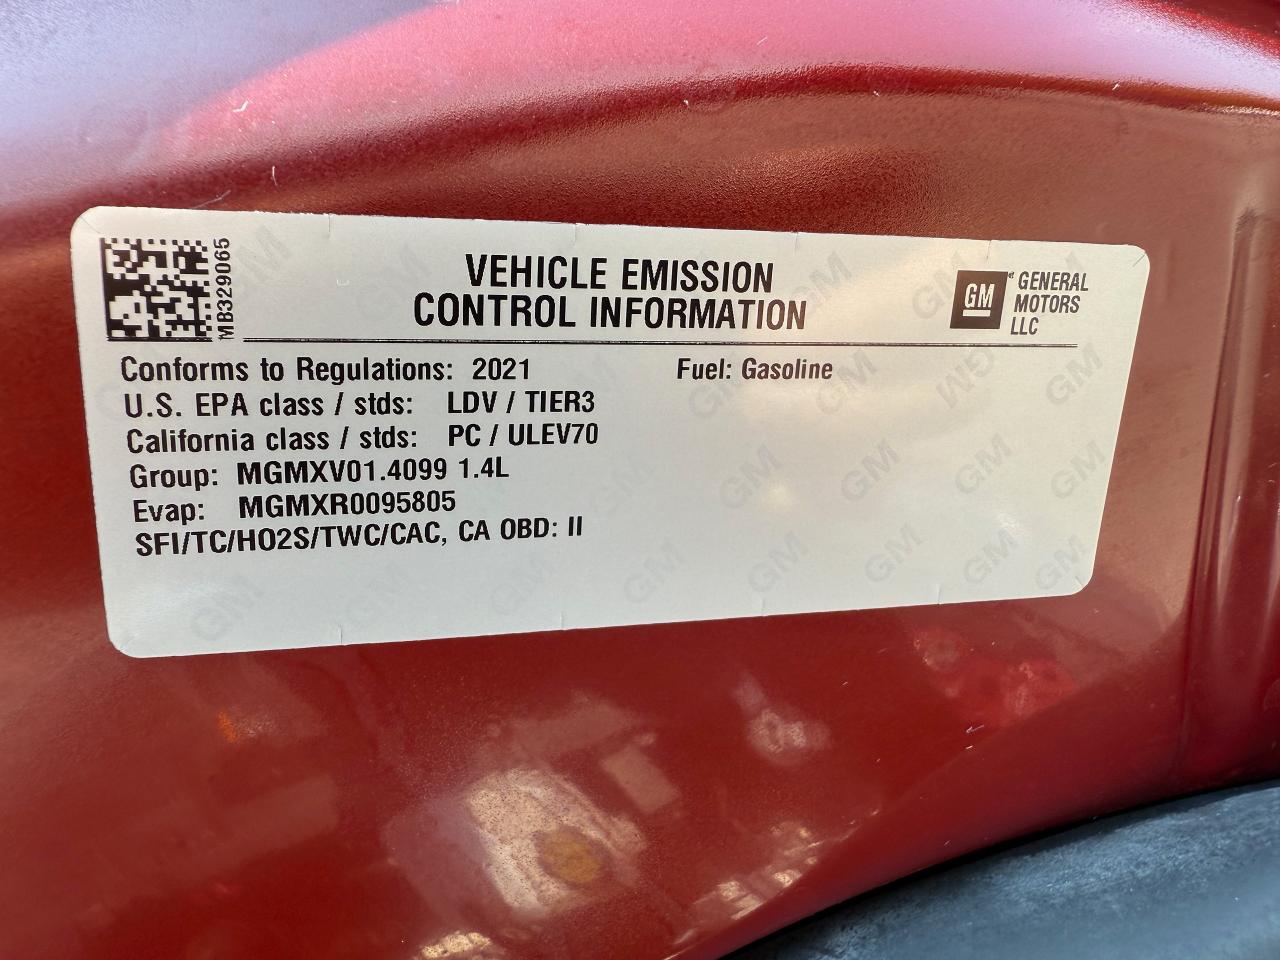 MB329065
VEHICLE EMISSION
CONTROL INFORMATION
GM
GENERAL
MOTORS
LLC
Conforms to Regulations: 2021
Fuel: Gasoline
U.S. EPA class / stds: LDV / TIER3
California class / stds: PC / ULEV70
Group: MGMXV01.4099 1.4L
Evap: MGMXR0095805
SFI/TC/HO2S/TWC/CAC, CA OBD: II